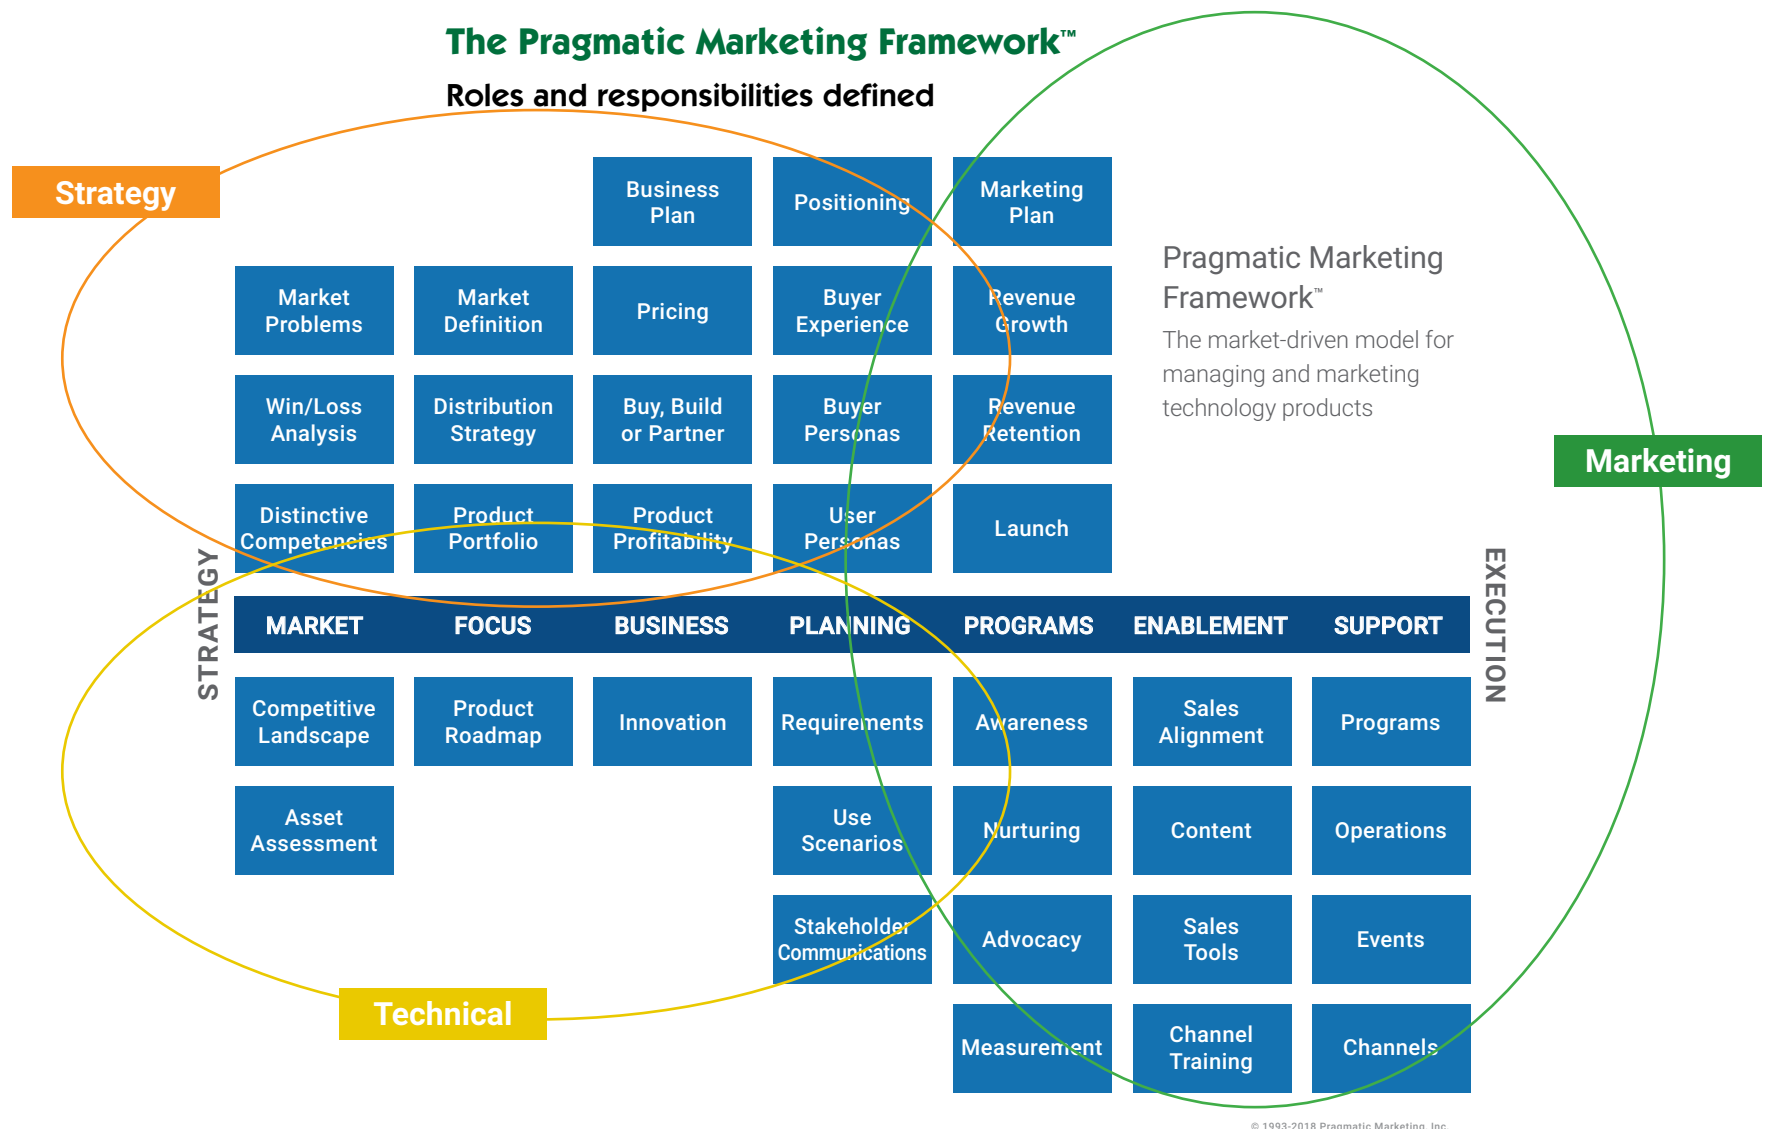 The Pragmatic Marketing Framework™
Roles and responsibilities defined
Strategy
Business
Plan
Positioning
Marketing
Plan
Pragmatic Marketing
Framework™
The market-driven model for
managing and marketing
technology products
Market
Problems
Market
Definition
Pricing
Buyer
Experience
Revenue
Growth
Win/Loss
Analysis
Distribution
Strategy
Buy, Build
or Partner
Buyer
Personas
Revenue
Retention
Marketing
Distinctive
Competencies
Product
Portfolio
Product
Profitability
User
Personas
Launch
STRATEGY
MARKET FOCUS BUSINESS PLANNING PROGRAMS ENABLEMENT SUPPORT
EXECUTION
Competitive
Landscape
Product
Roadmap
Innovation
Requirements
Awareness
Sales
Alignment
Programs
Asset
Assessment
Use
Scenarios
Nurturing
Content
Operations
Stakeholder
Communications
Advocacy
Sales
Tools
Events
Technical
Measurement
Channel
Training
Channels
© 1993-2018 Pragmatic Marketing, Inc.